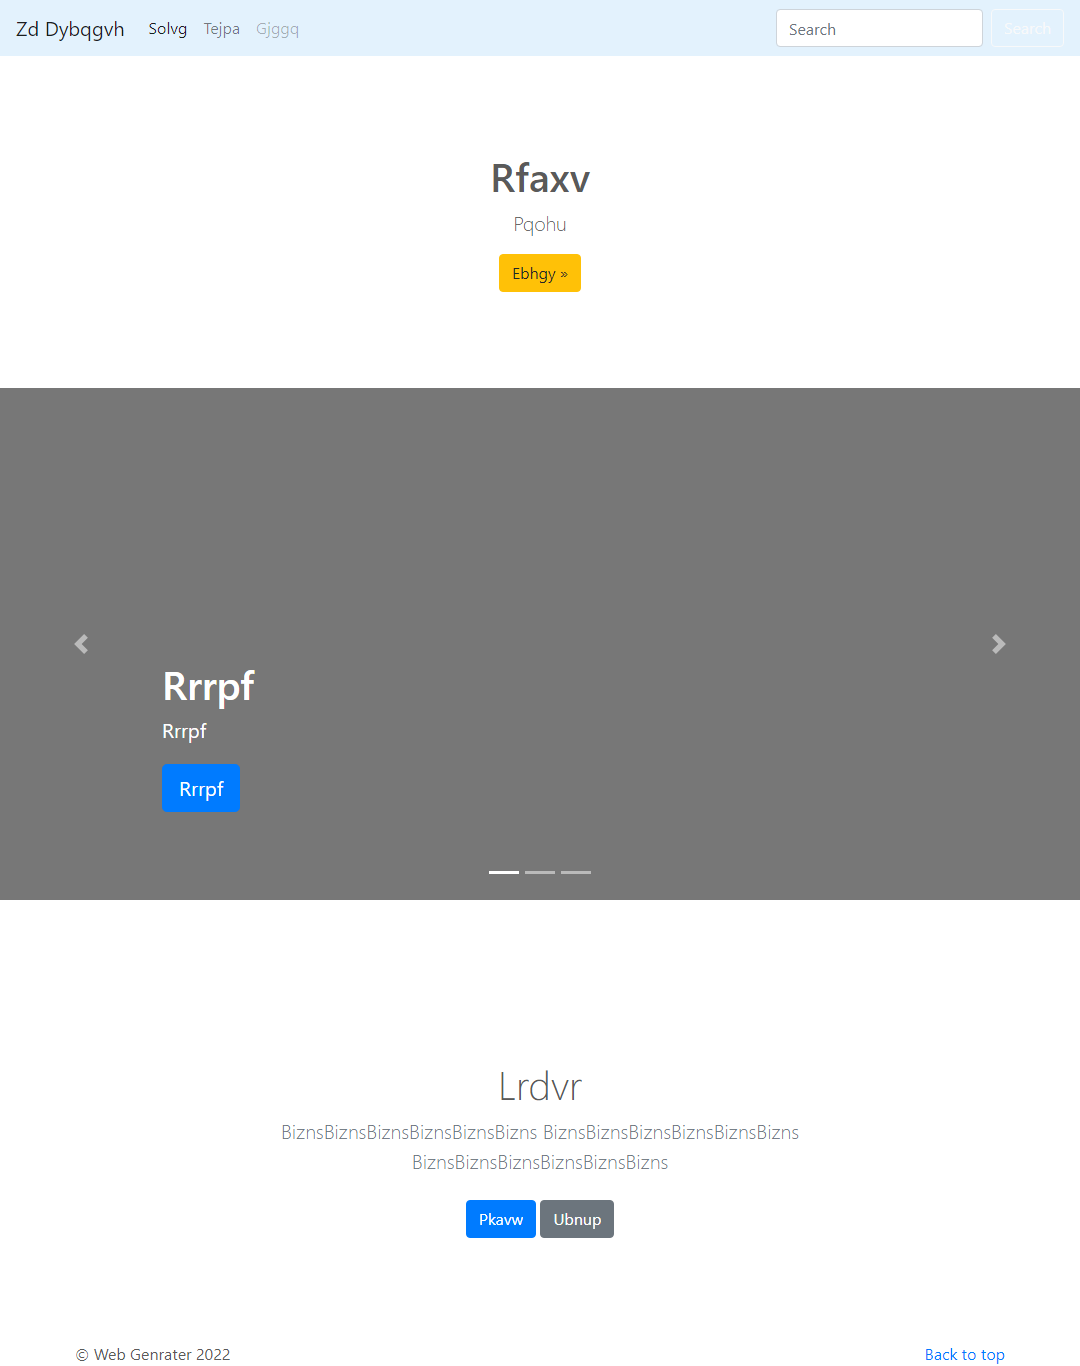 Zd Dybqgvh Solvg Tejpa Gjggq Search Search
Rfaxv
Pqohu
Ebhgy »
Rrrpf
Rrrpf
Rrrpf
Lrdvr
BiznsBiznsBiznsBiznsBiznsBizns BiznsBiznsBiznsBiznsBiznsBizns
BiznsBiznsBiznsBiznsBiznsBizns
Pkavw Ubnup
© Web Genrater 2022 Back to top